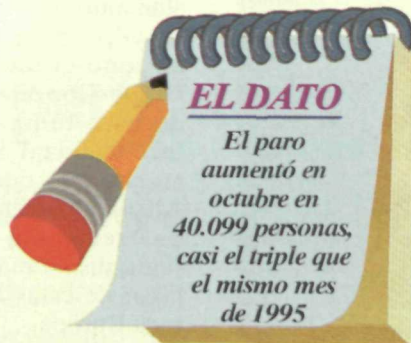 EL DATO
El paro
aumentó en
octubre en
40.099 personas,
casi el triple que
el mismo mes
de 1995